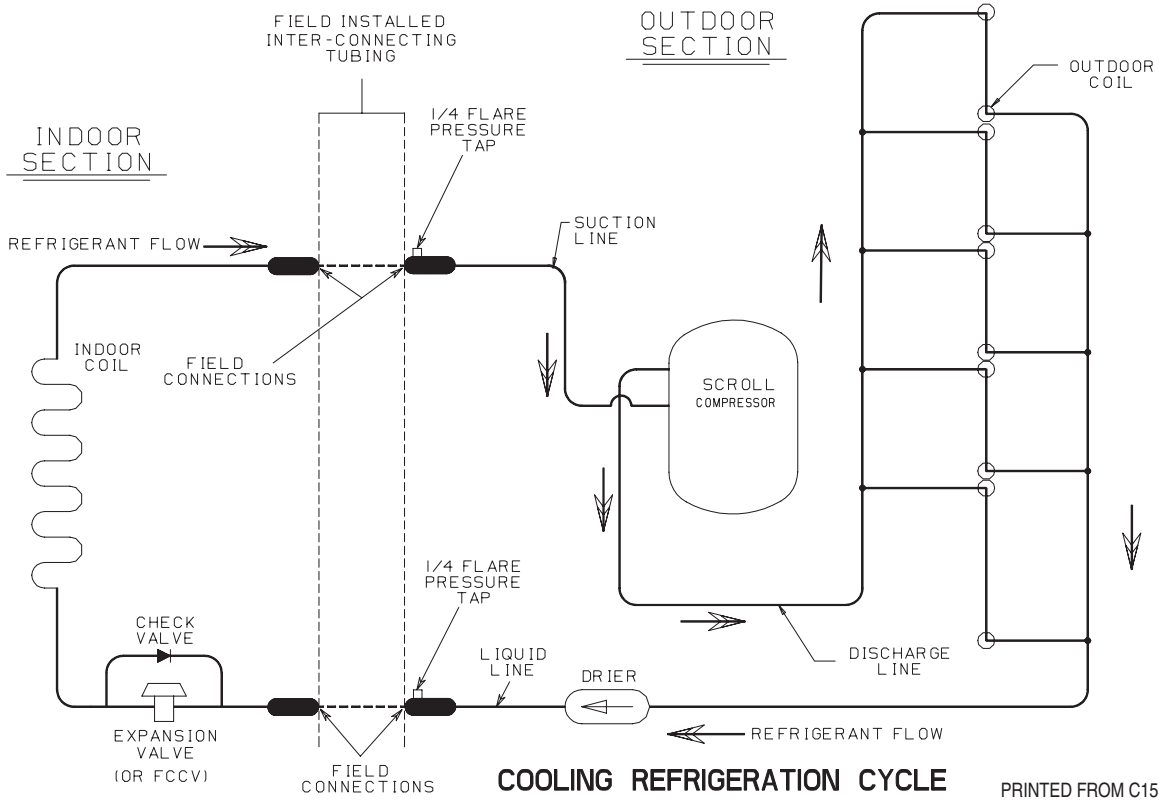 FIELD INSTALLED
INTER-CONNECTING
TUBING
OUTDOOR
SECTION
OUTDOOR
COIL
1/4 FLARE
PRESSURE
TAP
INDOOR
SECTION
SUCTION
LINE
REFRIGERANT FLOW
INDOOR
COIL
FIELD
CONNECTIONS
SCROLL
COMPRESSOR
1/4 FLARE
PRESSURE
TAP
CHECK
VALVE
LIQUID
LINE
DRIER
DISCHARGE
LINE
EXPANSION
VALVE
(OR FCCV)
REFRIGERANT FLOW
FIELD
CONNECTIONS
COOLING REFRIGERATION CYCLE
PRINTED FROM C15